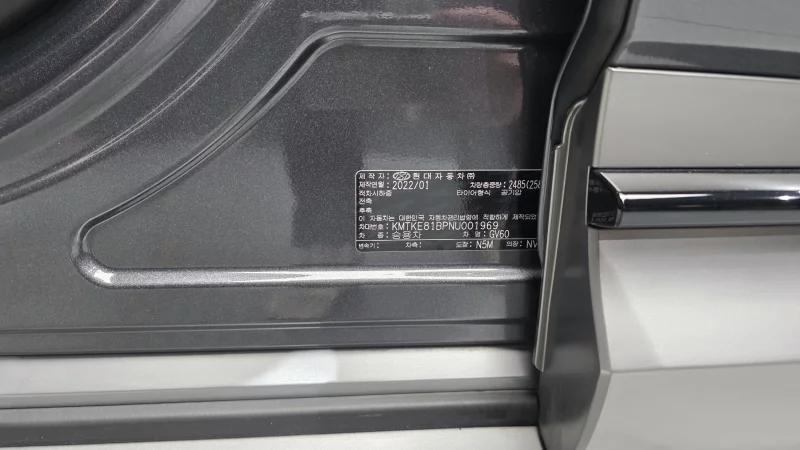 제 작 자 : 현대자동차㈜
제작연월 : 2022/01 차량총중량 : 2485(258
적차시하중 타이어형식 공기압
전축
후축
이 자동차는 대한민국 자동차관리법령에 적합하게 제작되었
차대번호 : KMTKE81BPNU001969
차 종 : 승용차 차 명 : GV60
변속기 : 차축 : 도장 : N5M 의장 : NV